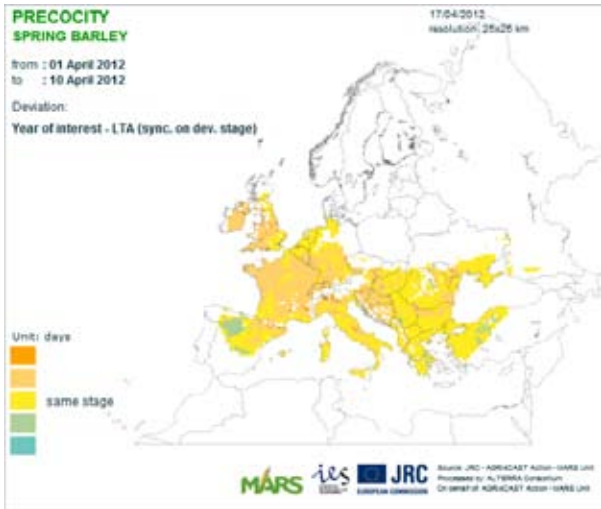 PRECOCITY
SPRING BARLEY
17/04/2012
resolution: 25x25 km
from : 01 April 2012
to : 10 April 2012
Deviation:
Year of interest - LTA (sync. on dev. stage)
Unit: days
same stage
MARS
ies
JRC
EUROPEAN COMMISSION
Source: JRC - AGRI4CAST Action - MARS Unit
Processed by ALTERRA Consortium
On behalf of AGRI4CAST Action - MARS Unit